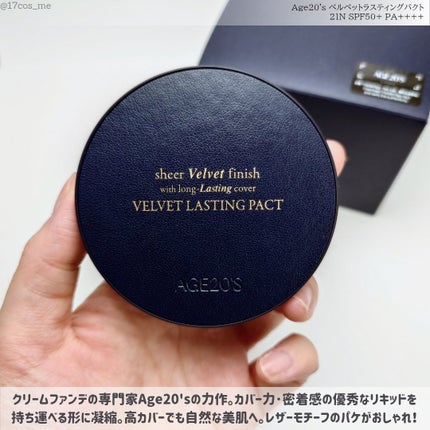 @17cos_me
Age20's ベルベットラスティングパクト
21N SPF50+ PA++++
AGE20'S
sheer Velvet finish
with long-Lasting cover
VELVET LASTING PACT
AGE20'S
クリームファンデの専門家Age20'sの力作。カバー力・密着感の優秀なリキッドを
持ち運べる形に凝縮。高カバーでも自然な美肌へ。レザーモチーフのパケがおしゃれ!